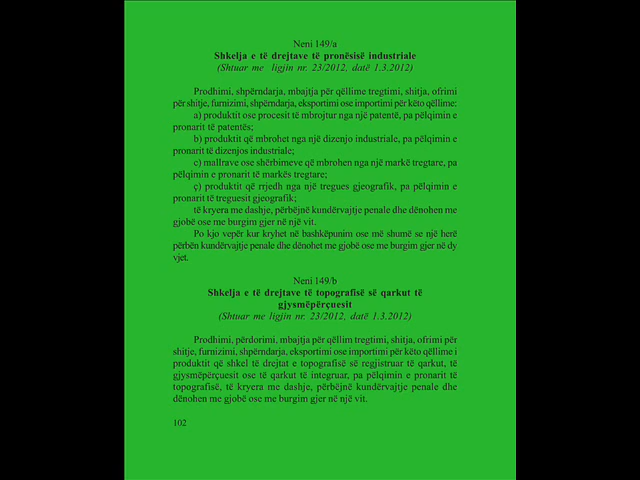 Neni 149/a
Shkelja e të drejtave të pronësisë industriale
(Shtuar me ligjin nr. 23/2012, datë 1.3.2012)
Prodhimi, shpërndarja, mbajtja për qëllime tregtimi, shitja, ofrimi
për shitje, furnizimi, shpërndarja, eksportimi ose importimi për këto qëllime:
a) produktit ose procesit të mbrojtur nga një patentë, pa pëlqimin e
pronarit të patentës;
b) produktit që mbrohet nga një dizenjo industriale, pa pëlqimin e
pronarit të dizenjos industriale;
c) mallrave ose shërbimeve që mbrohen nga një markë tregtare, pa
pëlqimin e pronarit të markës tregtare;
ç) produktit që rrjedh nga një tregues gjeografik, pa pëlqimin e
pronarit të treguesit gjeografik;
të kryera me dashje, përbëjnë kundërvajtje penale dhe dënohen me
gjobë ose me burgim gjer në një vit.
Po kjo vepër kur kryhet në bashkëpunim ose më shumë se një herë
përbën kundërvajtje penale dhe dënohet me gjobë ose me burgim gjer në dy
vjet.
Neni 149/b
Shkelja e të drejtave të topografisë së qarkut të
gjysmëpërçuesit
(Shtuar me ligjin nr. 23/2012, datë 1.3.2012)
Prodhimi, përdorimi, mbajtja për qëllim tregtimi, shitja, ofrimi për
shitje, furnizimi, shpërndarja, eksportimi ose importimi për këto qëllime i
produktit që shkel të drejtat e topografisë së regjistruar të qarkut, të
gjysmëpërçuesit ose të qarkut të integruar, pa pëlqimin e pronarit të
topografisë, të kryera me dashje, përbëjnë kundërvajtje penale dhe
dënohen me gjobë ose me burgim gjer në një vit.
102